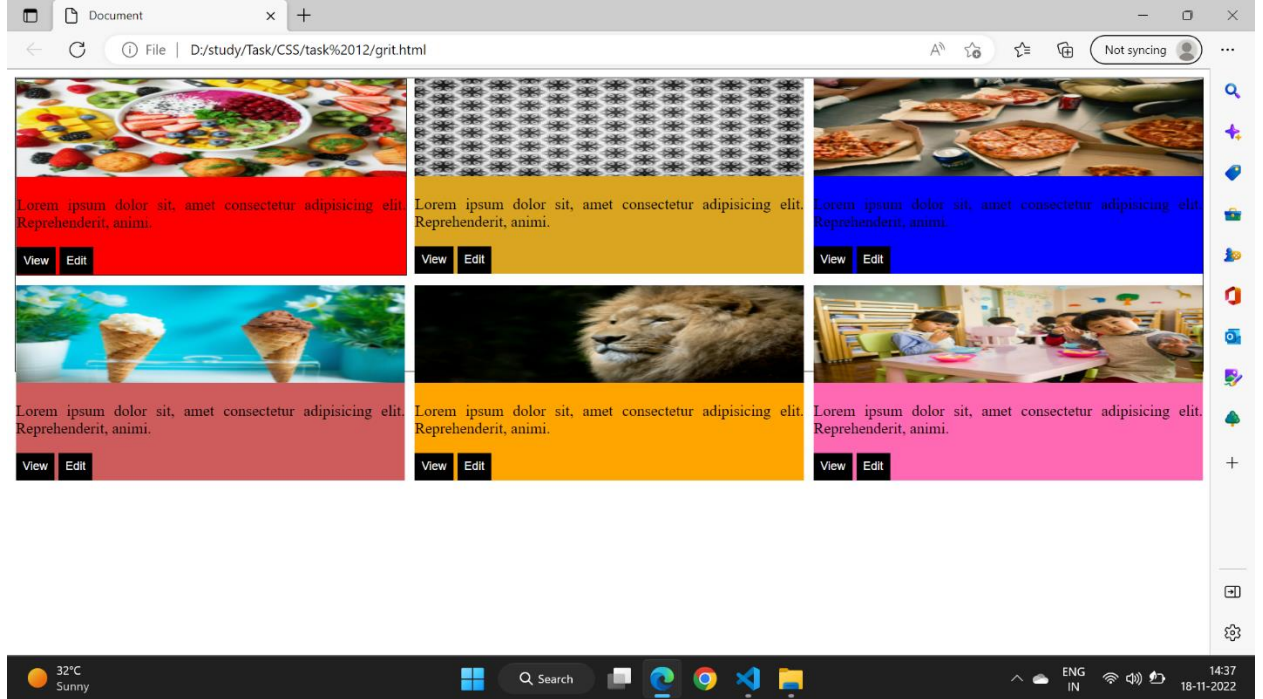 Document
File | D:/study/Task/CSS/task%2012/grit.html
Not syncing
Lorem ipsum dolor sit, amet consectetur adipisicing elit.
Reprehenderit, animi.
View Edit
Lorem ipsum dolor sit, amet consectetur adipisicing elit.
Reprehenderit, animi.
View Edit
Lorem ipsum dolor sit, amet consectetur adipisicing elit.
Reprehenderit, animi.
View Edit
Lorem ipsum dolor sit, amet consectetur adipisicing elit.
Reprehenderit, animi.
View Edit
Lorem ipsum dolor sit, amet consectetur adipisicing elit.
Reprehenderit, animi.
View Edit
Lorem ipsum dolor sit, amet consectetur adipisicing elit.
Reprehenderit, animi.
View Edit
32°C
Sunny
Search
ENG
IN
14:37
18-11-2022